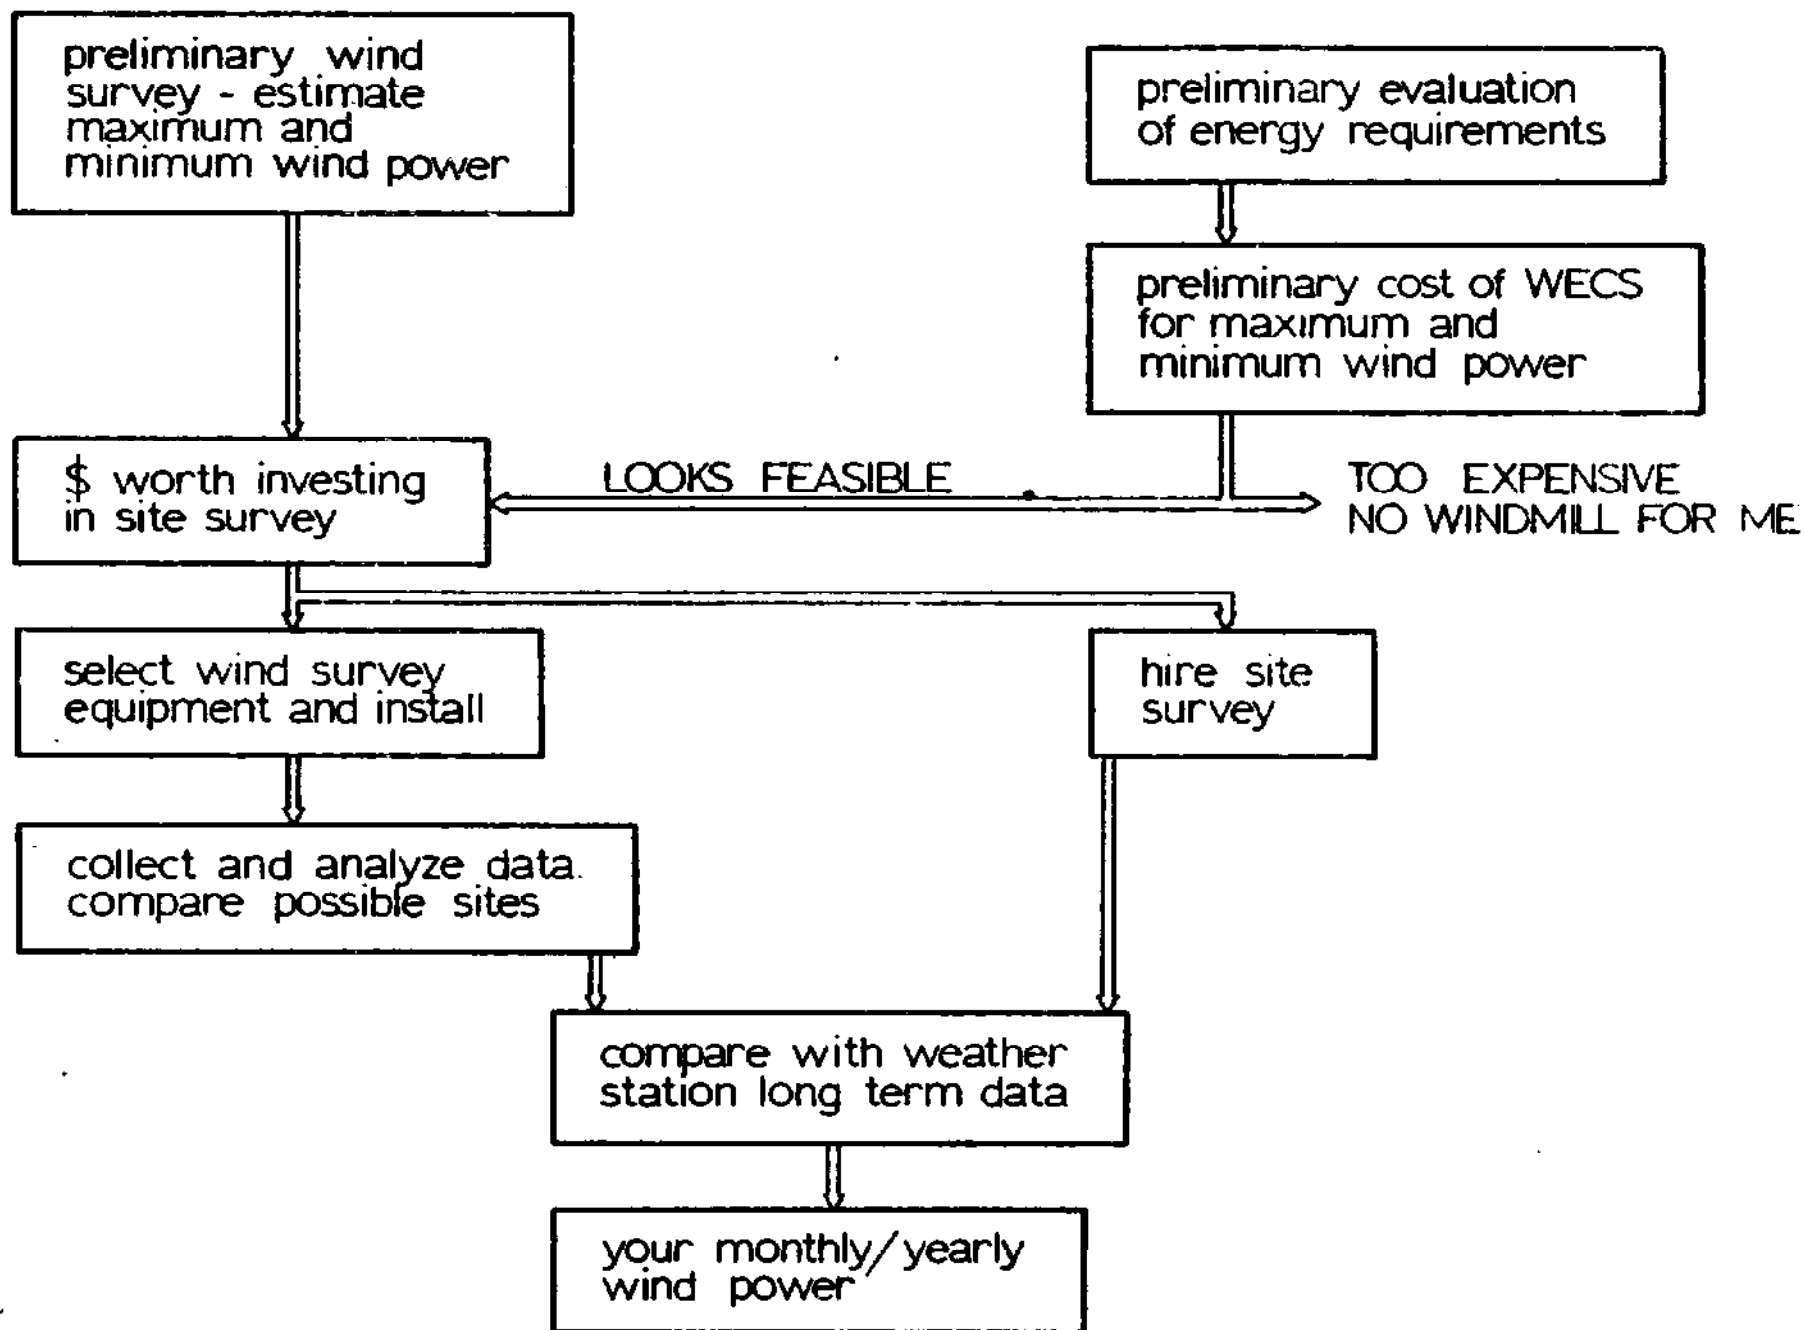 preliminary wind
survey - estimate
maximum and
minimum wind power
preliminary evaluation
of energy requirements
preliminary cost of WECS
for maximum and
minimum wind power
$ worth investing
in site survey
LOOKS FEASIBLE
TOO EXPENSIVE
NO WINDMILL FOR ME
select wind survey
equipment and install
hire site
survey
collect and analyze data.
compare possible sites
compare with weather
station long term data
your monthly/yearly
wind power